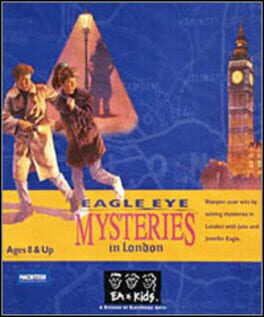 EAGLE EYE
MYSTERIES
in London
Sharpen your wits by
solving mysteries in
London with Jake and
Jennifer Eagle.
Ages 8 & Up
MACINTOSH
EA • Kids.
A DIVISION OF ELECTRONIC ARTS